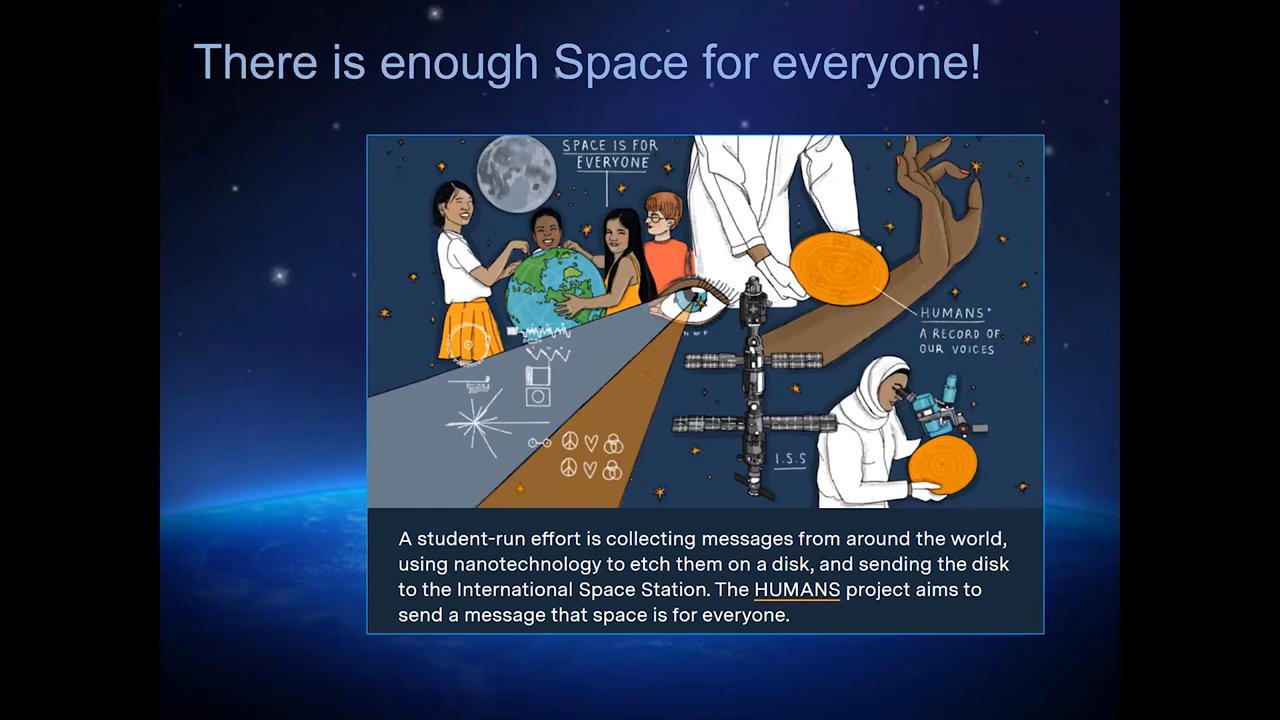 There is enough Space for everyone!
SPACE IS FOR
EVERYONE
HUMANS*
A RECORD OF
OUR VOICES
I.S.S
A student-run effort is collecting messages from around the world,
using nanotechnology to etch them on a disk, and sending the disk
to the International Space Station. The HUMANS project aims to
send a message that space is for everyone.